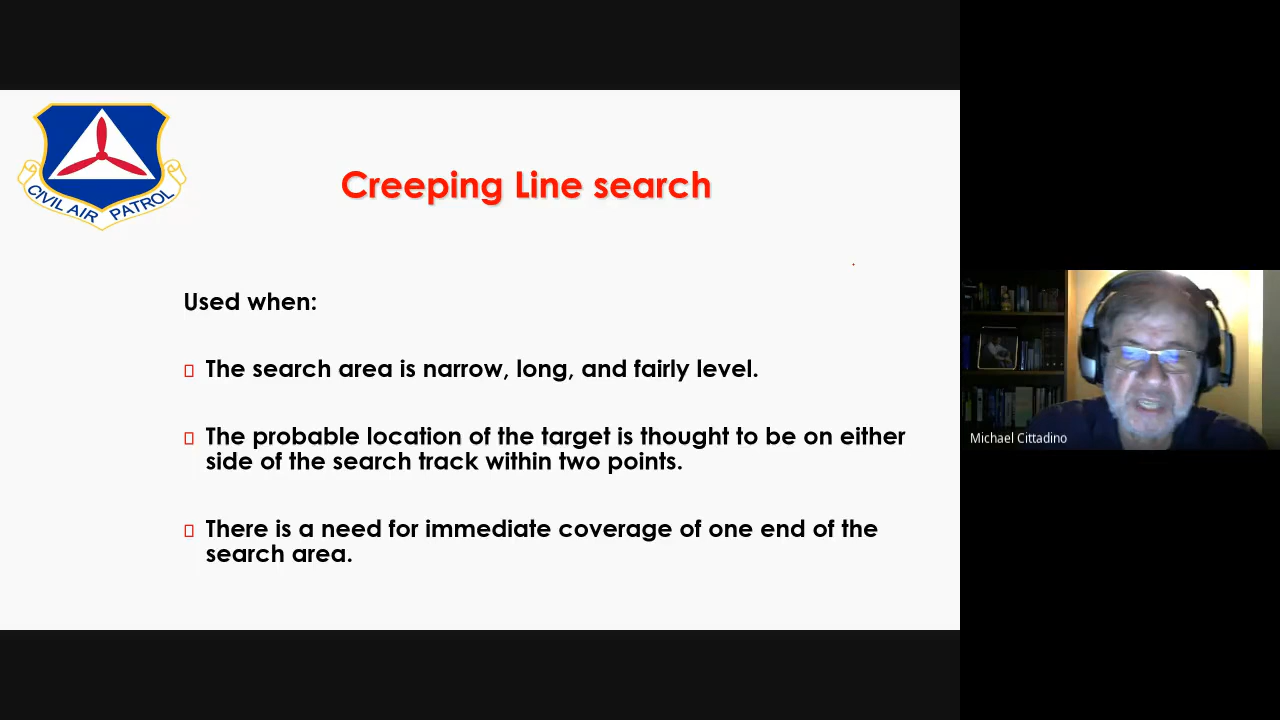 CIVIL AIR PATROL
Creeping Line search
Used when:
The search area is narrow, long, and fairly level.
The probable location of the target is thought to be on either
side of the search track within two points.
There is a need for immediate coverage of one end of the
search area.
Michael Cittadino